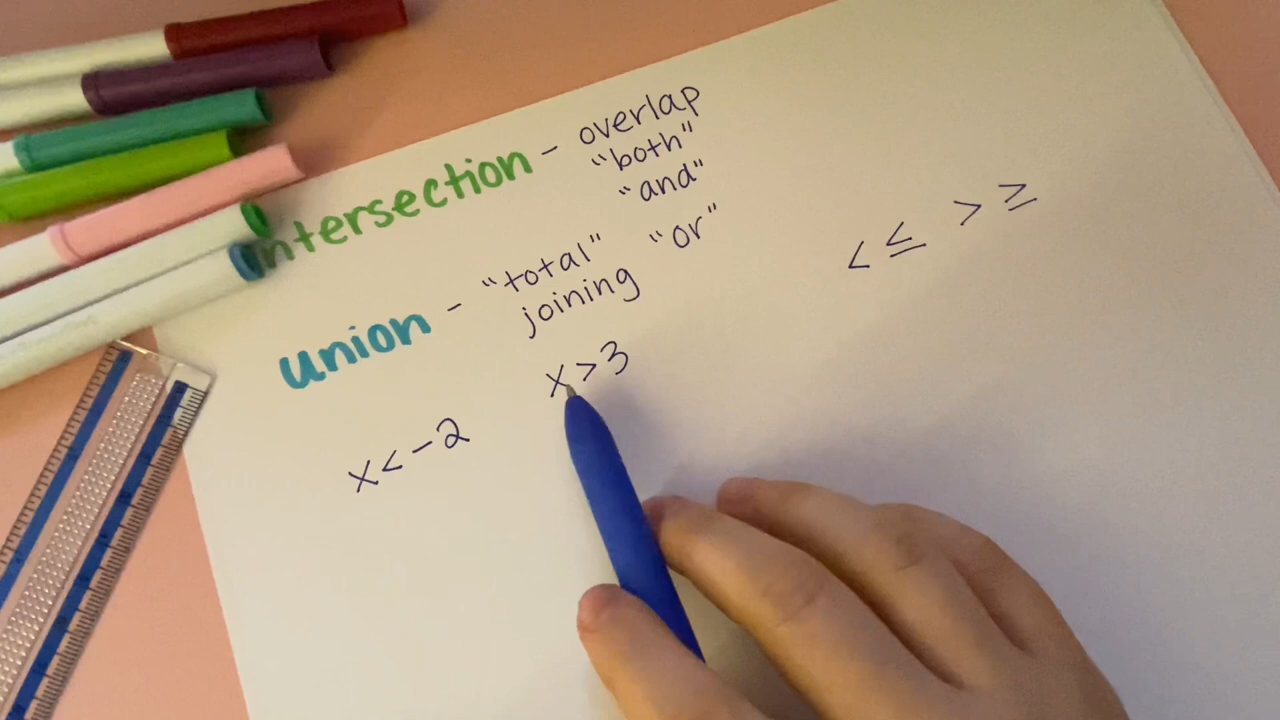 intersection - overlap
"both"
"and"
union - "total" "or"
joining
x < -2 x > 3
< ≤ > ≥